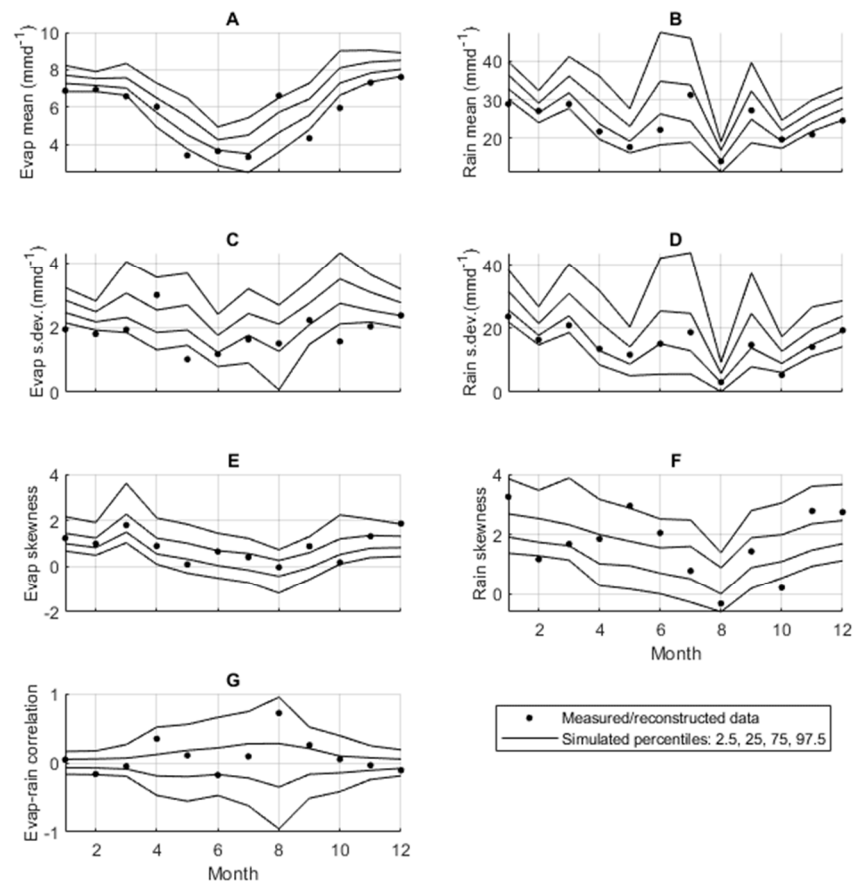 A
Evap mean (mmd-1)
10
8
6
4
B
Rain mean (mmd-1)
40
30
20
C
Evap s.dev.(mmd-1)
4
2
0
D
Rain s.dev.(mmd-1)
40
20
0
E
Evap skewness
4
2
0
-2
F
Rain skewness
4
2
0
2 4 6 8 10 12
Month
G
Evap-rain correlation
1
0
-1
2 4 6 8 10 12
Month
Measured/reconstructed data
Simulated percentiles: 2.5, 25, 75, 97.5